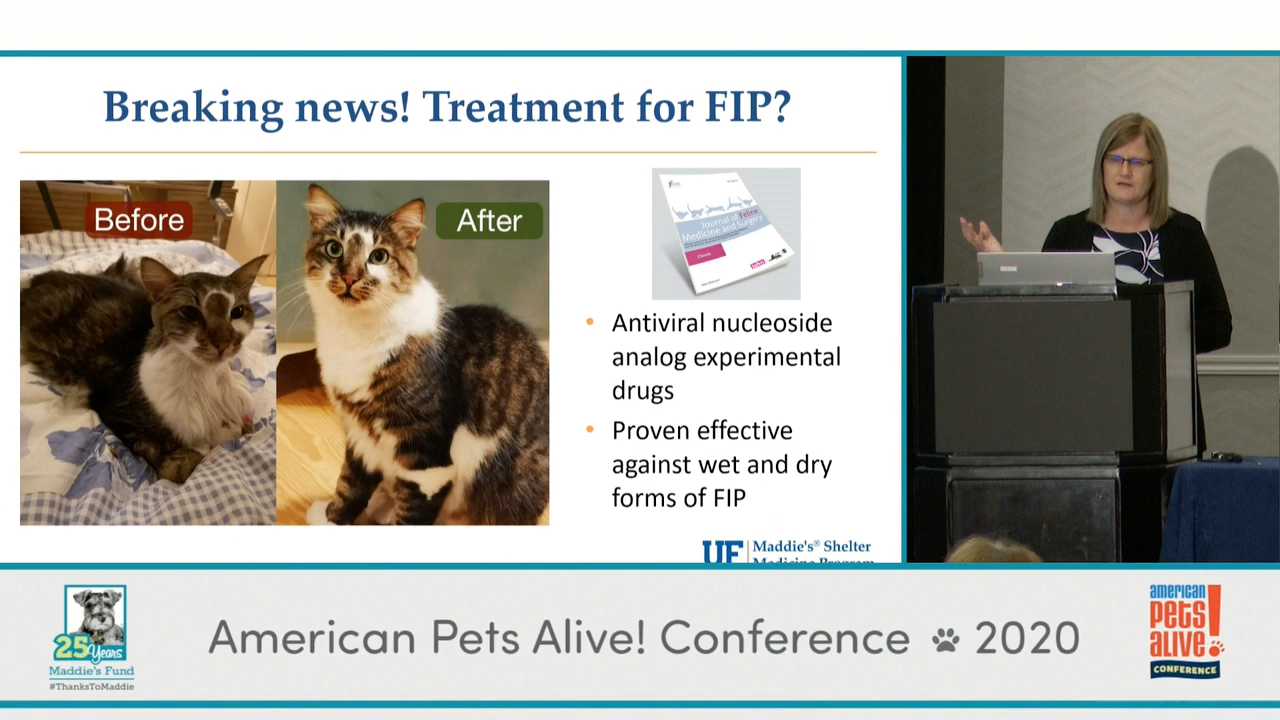 Breaking news! Treatment for FIP?
Before
After
Journal of Feline
Medicine and Surgery
• Antiviral nucleoside
analog experimental
drugs
• Proven effective
against wet and dry
forms of FIP
UF
Maddie's® Shelter
Medicine Program
25 Years
Maddie's Fund
#ThanksToMaddie
American Pets Alive! Conference 2020
american
pets
alive!
CONFERENCE